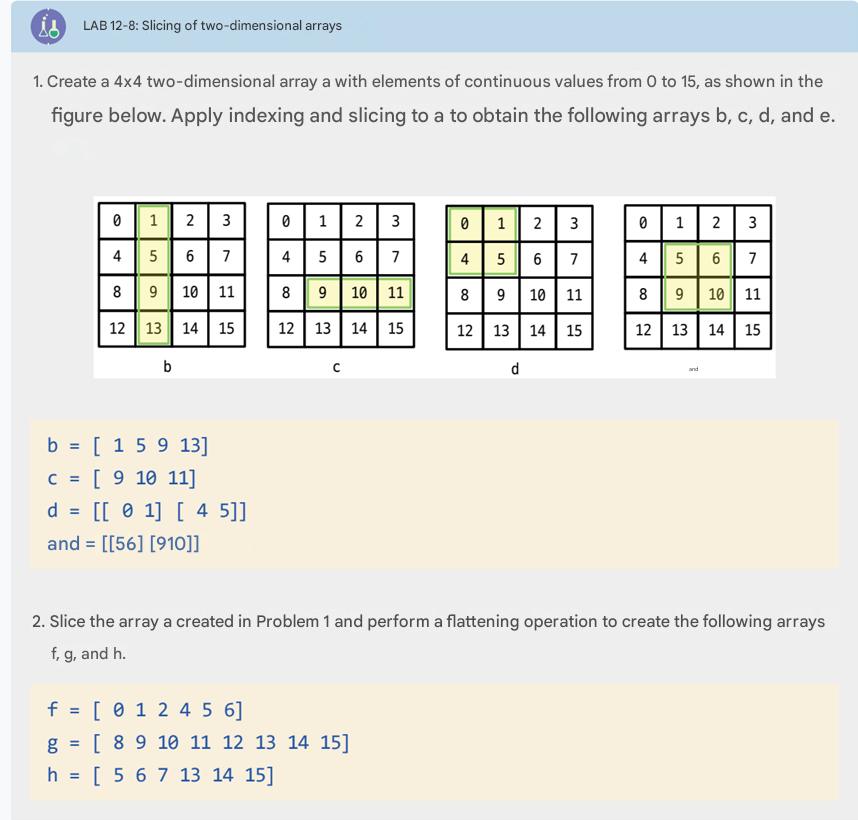 LAB 12-8: Slicing of two-dimensional arrays
1. Create a 4x4 two-dimensional array a with elements of continuous values from 0 to 15, as shown in the
figure below. Apply indexing and slicing to a to obtain the following arrays b, c, d, and e.
0 1 2 3 0 1 2 3 0 1 2 3 0 1 2 3
4 5 6 7 4 5 6 7 4 5 6 7 4 5 6 7
8 9 10 11 8 9 10 11 8 9 10 11 8 9 10 11
12 13 14 15 12 13 14 15 12 13 14 15 12 13 14 15
b c d and
b = [ 1 5 9 13]
c = [ 9 10 11]
d = [[ 0 1] [ 4 5]]
and = [[56] [910]]
2. Slice the array a created in Problem 1 and perform a flattening operation to create the following arrays
f, g, and h.
f = [ 0 1 2 4 5 6]
g = [ 8 9 10 11 12 13 14 15]
h = [ 5 6 7 13 14 15]